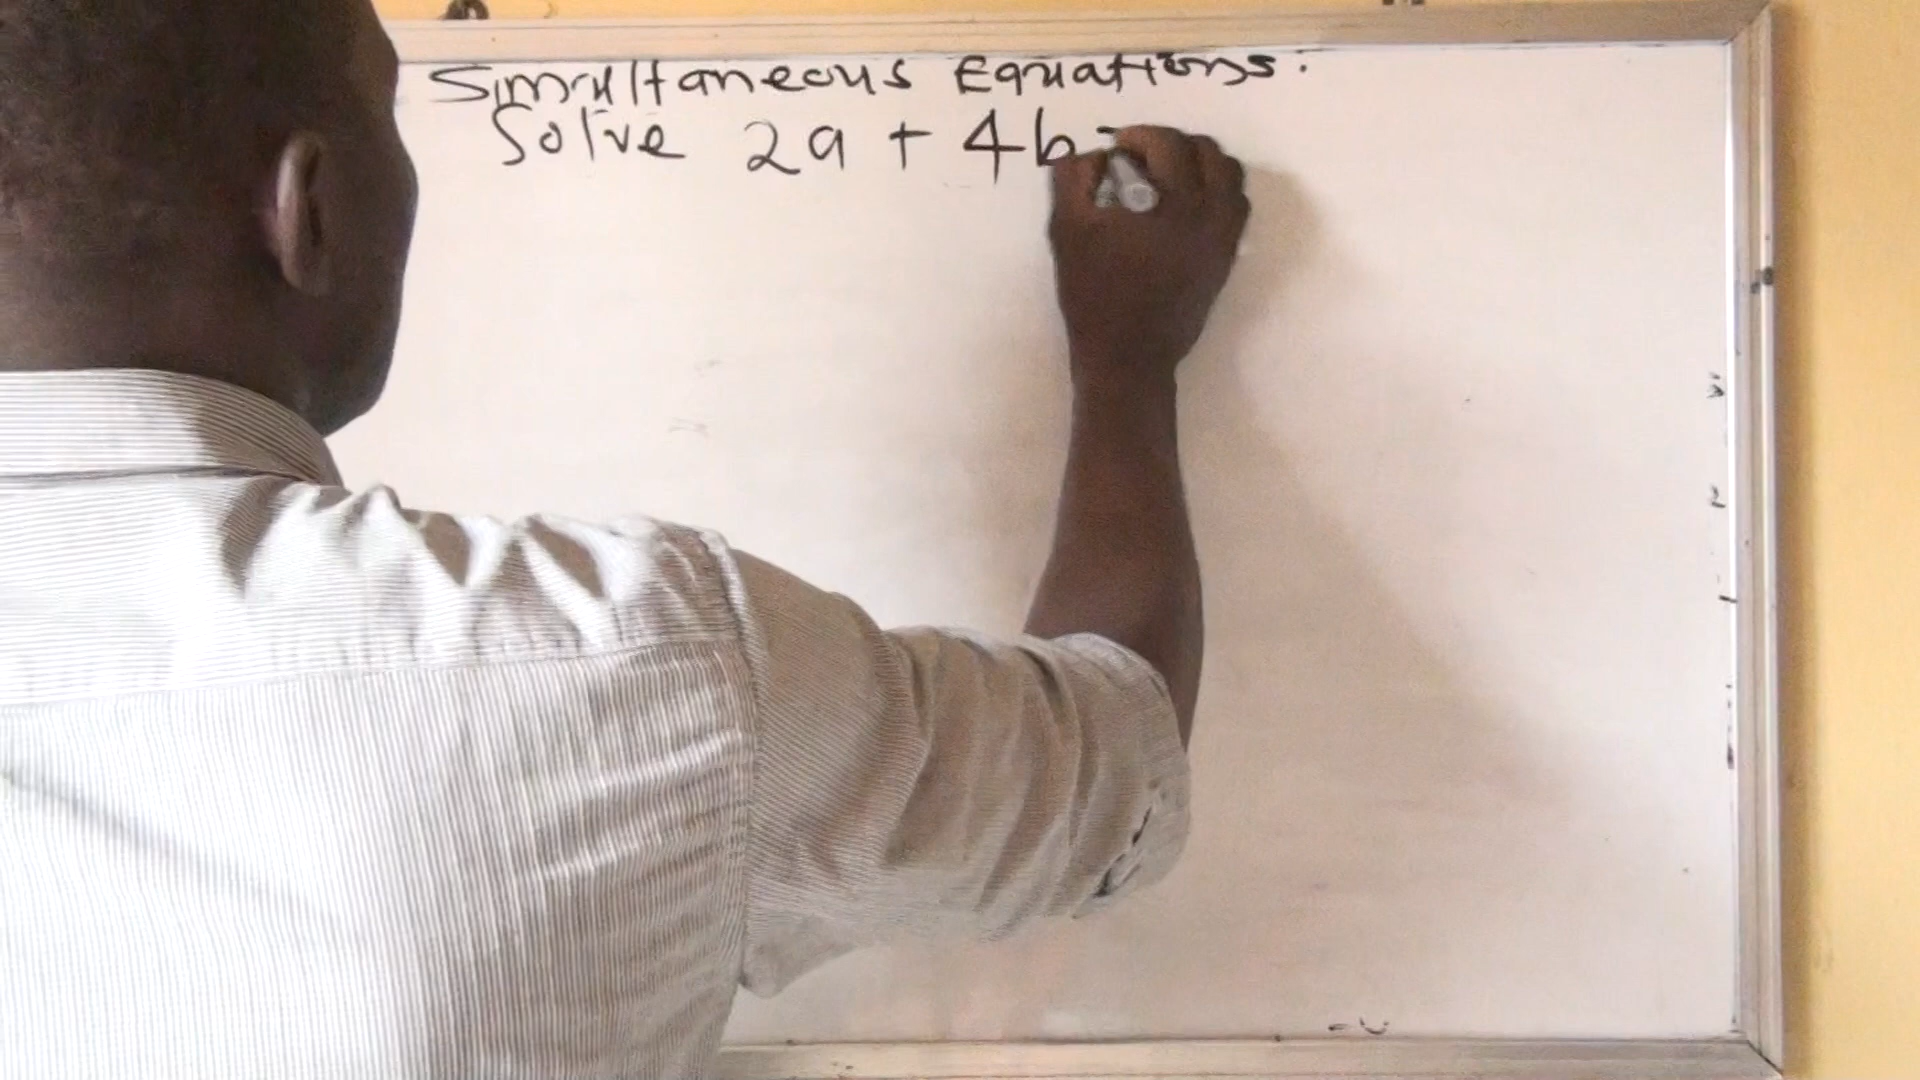 Simultaneous Equations.
Solve 2a + 4b